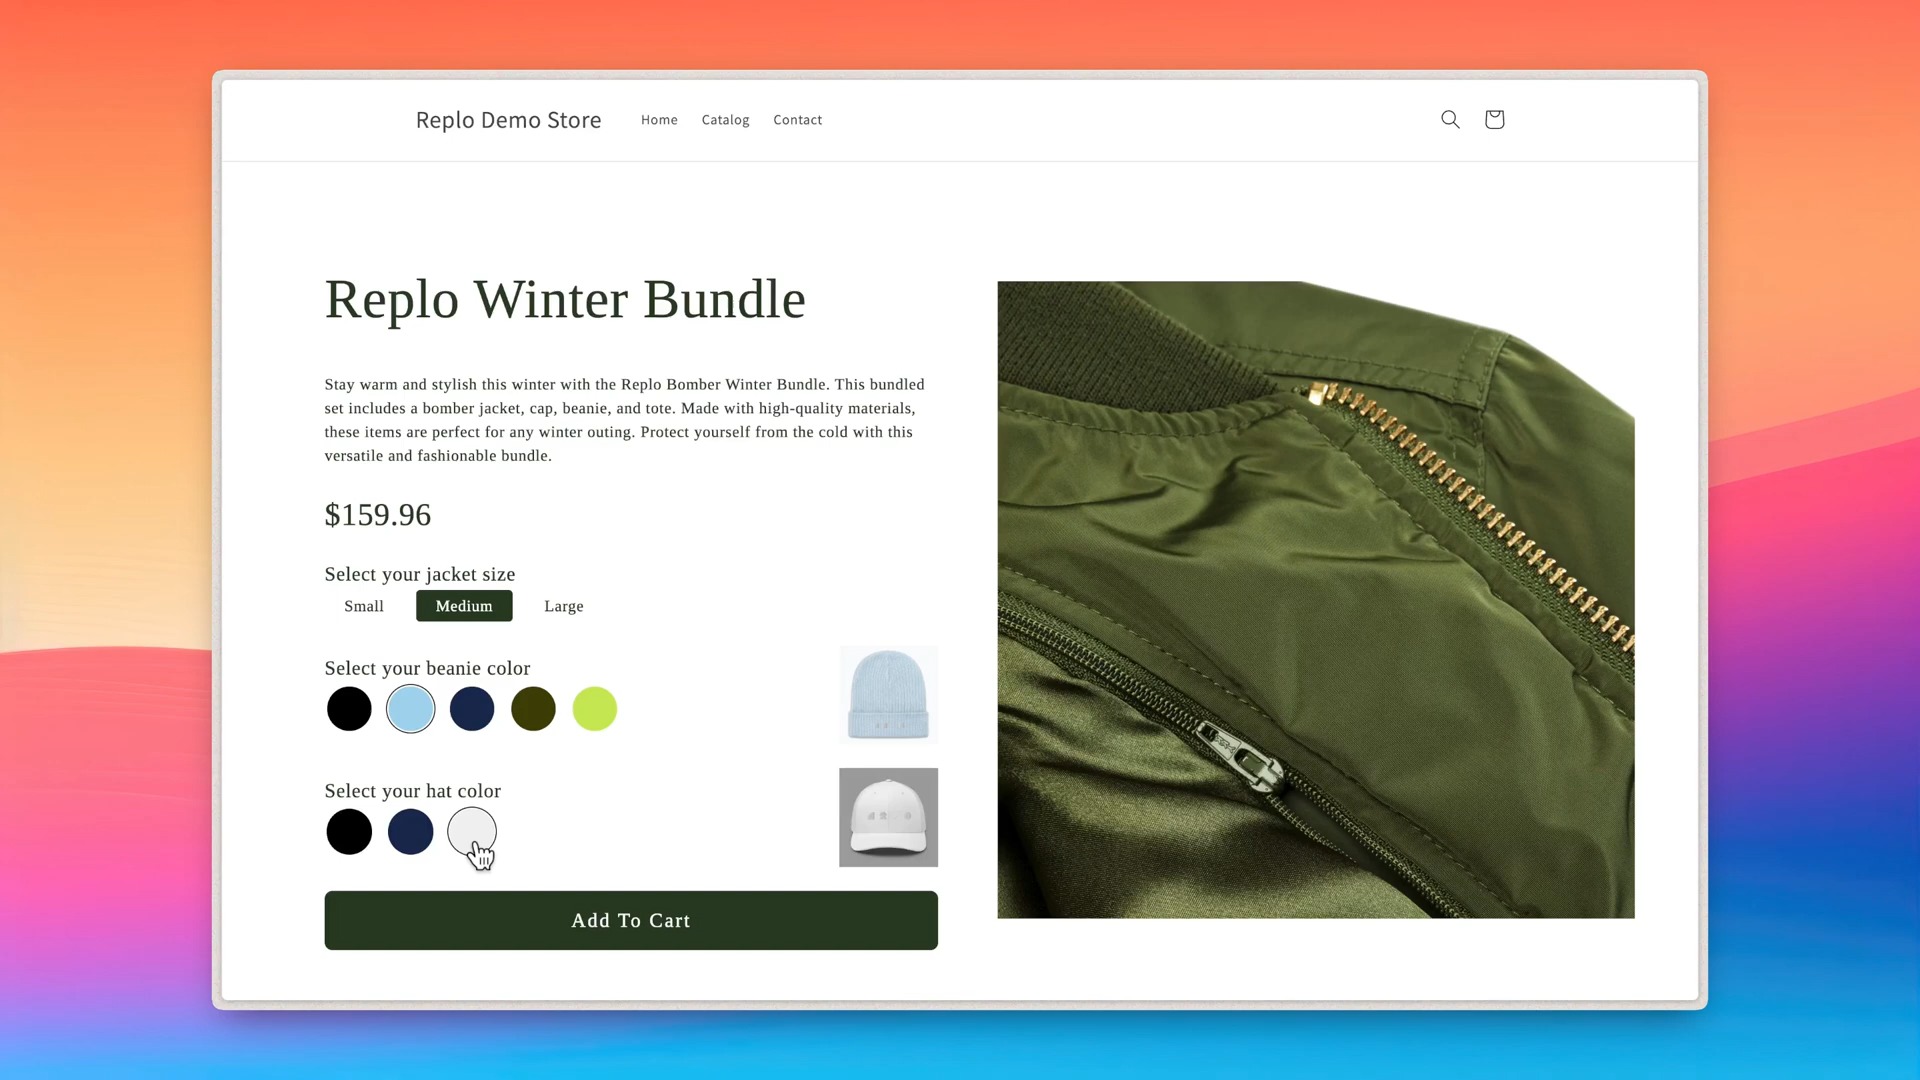 Replo Demo Store
Home
Catalog
Contact
Replo Winter Bundle
Stay warm and stylish this winter with the Replo Bomber Winter Bundle. This bundled
set includes a bomber jacket, cap, beanie, and tote. Made with high-quality materials,
these items are perfect for any winter outing. Protect yourself from the cold with this
versatile and fashionable bundle.
$159.96
Select your jacket size
Small
Medium
Large
Select your beanie color
Select your hat color
Add To Cart